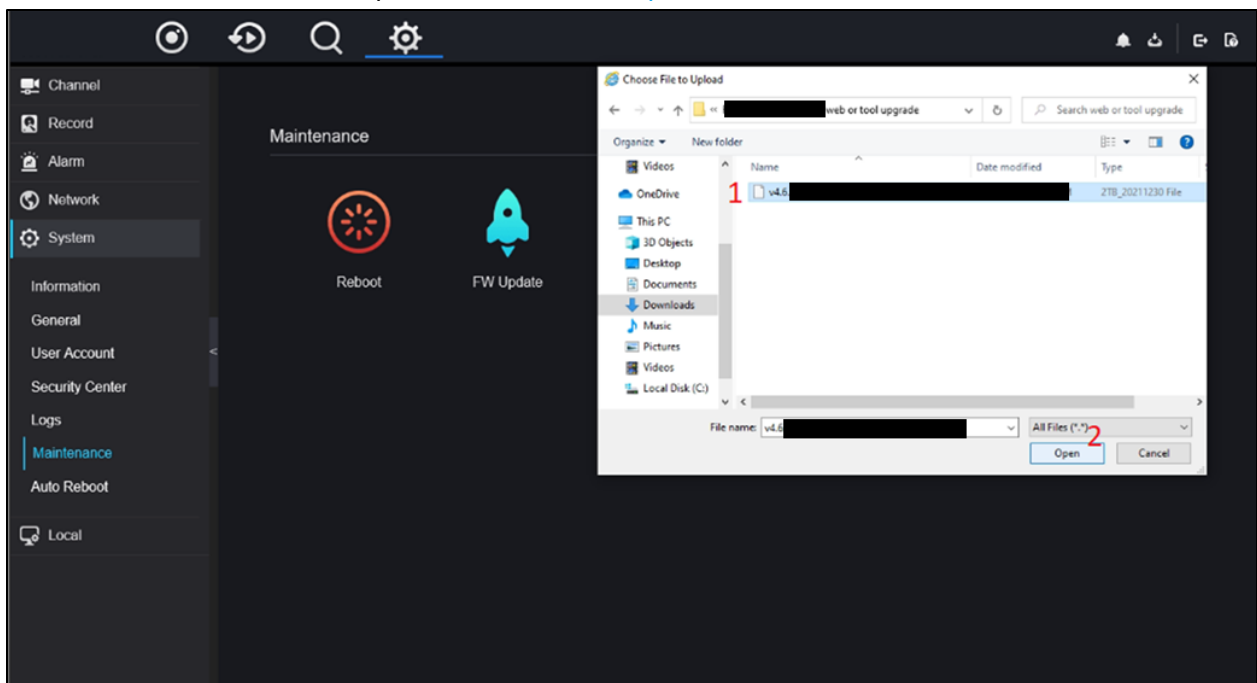 Channel
Record
Alarm
Network
System
Information
General
User Account
<
Security Center
Logs
Maintenance
Auto Reboot
Local
Maintenance
Reboot
FW Update
Choose File to Upload
« web or tool upgrade
Search web or tool upgrade
Organize
New folder
?
Videos
OneDrive
This PC
3D Objects
Desktop
Documents
Downloads
Music
Pictures
Videos
Local Disk (C:)
Name Date modified Type
1 v4.6. 2TB_20211230 File
File name: v4.6 All Files (*.*)
2
Open Cancel